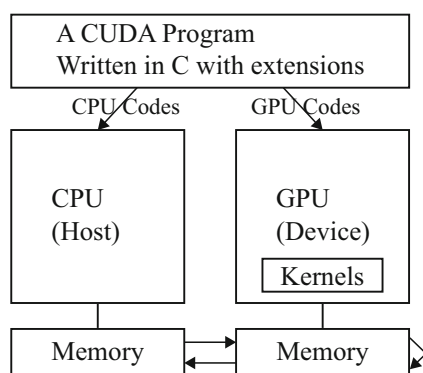 A CUDA Program
Written in C with extensions
CPU Codes
GPU Codes
CPU
(Host)
GPU
(Device)
Kernels
Memory
Memory